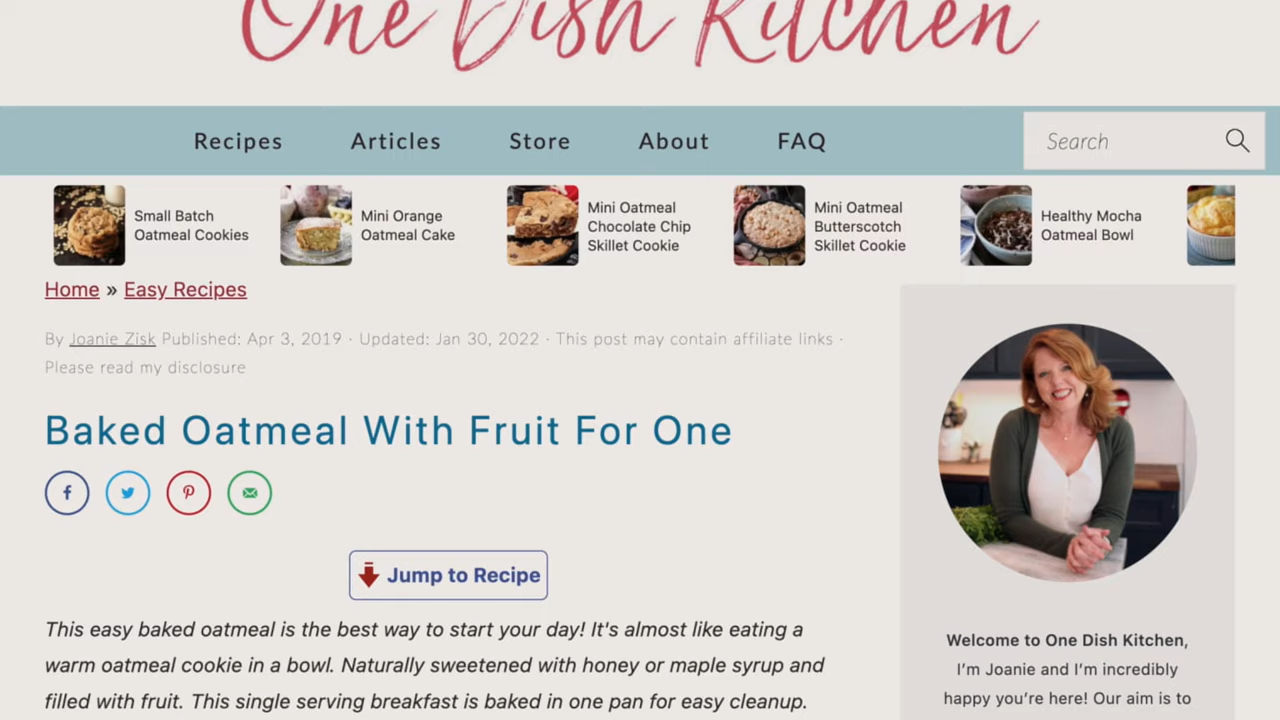 One Dish Kitchen
Recipes
Articles
Store
About
FAQ
Search
Small Batch
Oatmeal Cookies
Mini Orange
Oatmeal Cake
Mini Oatmeal
Chocolate Chip
Skillet Cookie
Mini Oatmeal
Butterscotch
Skillet Cookie
Healthy Mocha
Oatmeal Bowl
Home » Easy Recipes
By Joanie Zisk Published: Apr 3, 2019 · Updated: Jan 30, 2022 · This post may contain affiliate links ·
Please read my disclosure
Baked Oatmeal With Fruit For One
Jump to Recipe
This easy baked oatmeal is the best way to start your day! It's almost like eating a
warm oatmeal cookie in a bowl. Naturally sweetened with honey or maple syrup and
filled with fruit. This single serving breakfast is baked in one pan for easy cleanup.
Welcome to One Dish Kitchen,
I'm Joanie and I'm incredibly
happy you're here! Our aim is to